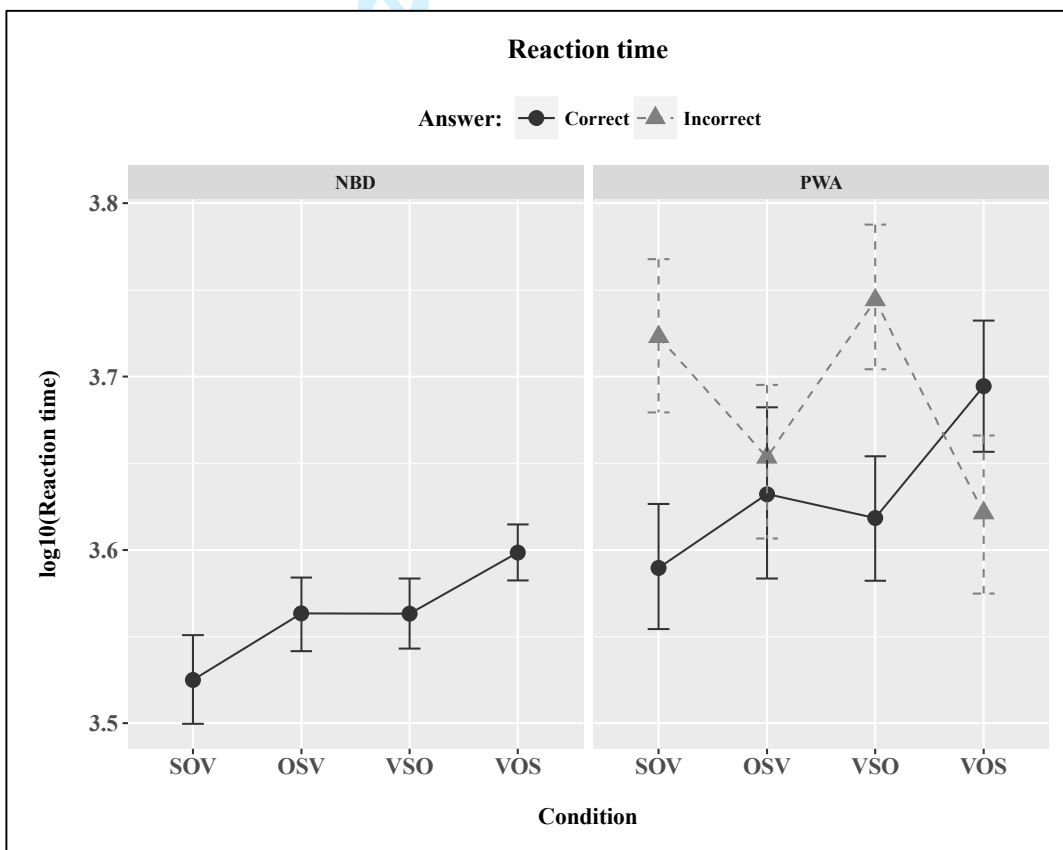 Reaction time
Answer: Correct Incorrect
NBD PWA
3.8
3.7
3.6
3.5
log10(Reaction time)
SOV OSV VSO VOS SOV OSV VSO VOS
Condition